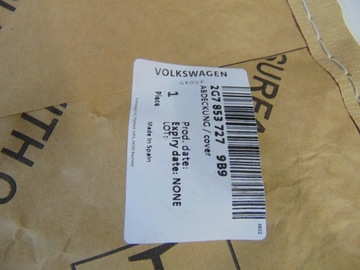 VOLKSWAGEN
GROUP
2G7 853 727 9B9
ABDECKUNG / cover
1
Piece
Prod. date:
Expiry date: NONE
LOT:
Made in Spain
WITH O